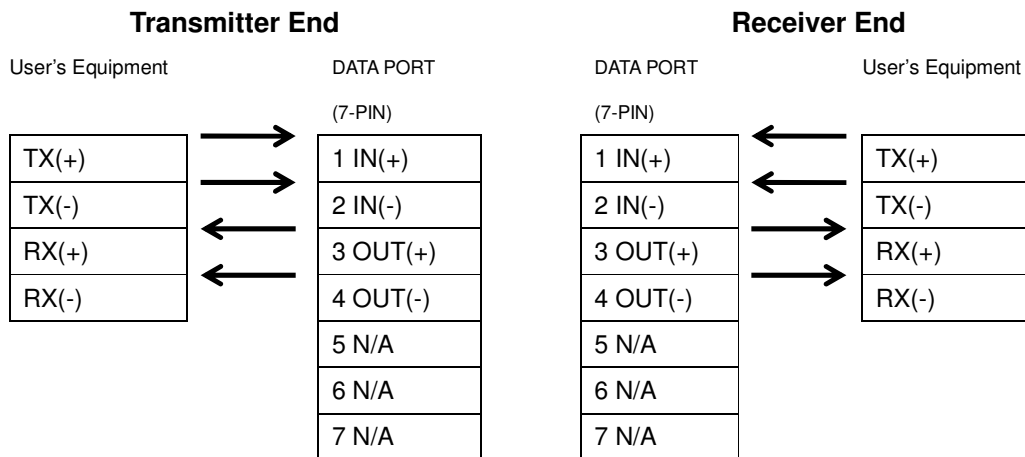 Transmitter End
Receiver End
User's Equipment
DATA PORT
DATA PORT
User's Equipment
(7-PIN)
(7-PIN)
TX(+)
1 IN(+)
1 IN(+)
TX(+)
TX(-)
2 IN(-)
2 IN(-)
TX(-)
RX(+)
3 OUT(+)
3 OUT(+)
RX(+)
RX(-)
4 OUT(-)
4 OUT(-)
RX(-)
5 N/A
5 N/A
6 N/A
6 N/A
7 N/A
7 N/A